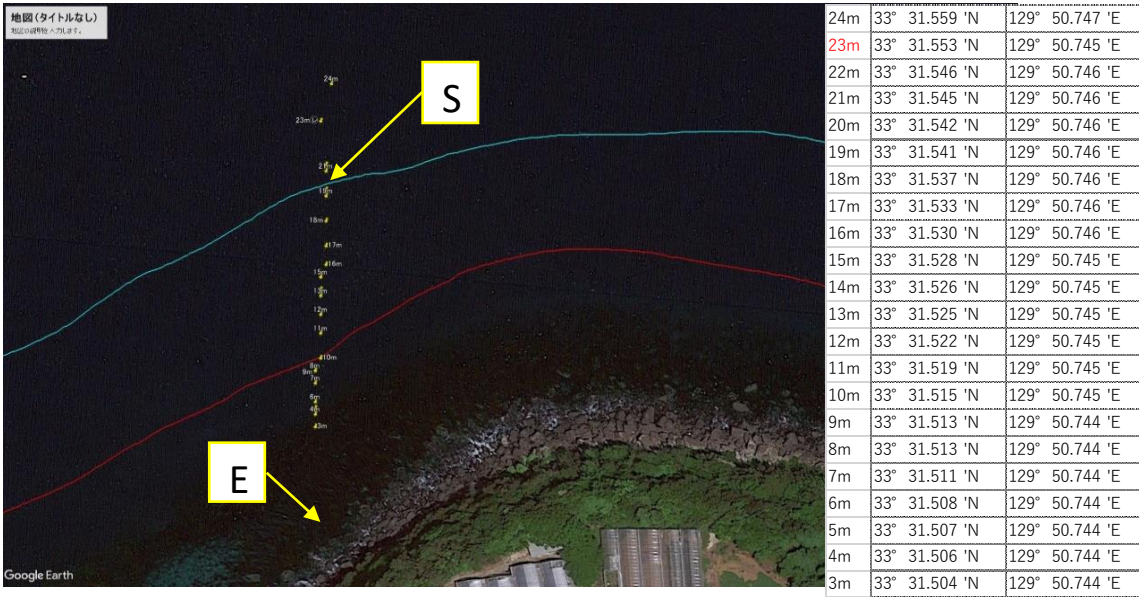 地図(タイトルなし)
地図の説明を入力します。
24m
23m
21m
19m
18m
17m
16m
15m
13m
12m
11m
10m
8m
9m
7m
6m
4m
3m
S
E
Google Earth
24m 33° 31.559 'N 129° 50.747 'E
23m 33° 31.553 'N 129° 50.745 'E
22m 33° 31.546 'N 129° 50.746 'E
21m 33° 31.545 'N 129° 50.746 'E
20m 33° 31.542 'N 129° 50.746 'E
19m 33° 31.541 'N 129° 50.746 'E
18m 33° 31.537 'N 129° 50.746 'E
17m 33° 31.533 'N 129° 50.746 'E
16m 33° 31.530 'N 129° 50.746 'E
15m 33° 31.528 'N 129° 50.745 'E
14m 33° 31.526 'N 129° 50.745 'E
13m 33° 31.525 'N 129° 50.745 'E
12m 33° 31.522 'N 129° 50.745 'E
11m 33° 31.519 'N 129° 50.745 'E
10m 33° 31.515 'N 129° 50.745 'E
9m 33° 31.513 'N 129° 50.744 'E
8m 33° 31.513 'N 129° 50.744 'E
7m 33° 31.511 'N 129° 50.744 'E
6m 33° 31.508 'N 129° 50.744 'E
5m 33° 31.507 'N 129° 50.744 'E
4m 33° 31.506 'N 129° 50.744 'E
3m 33° 31.504 'N 129° 50.744 'E